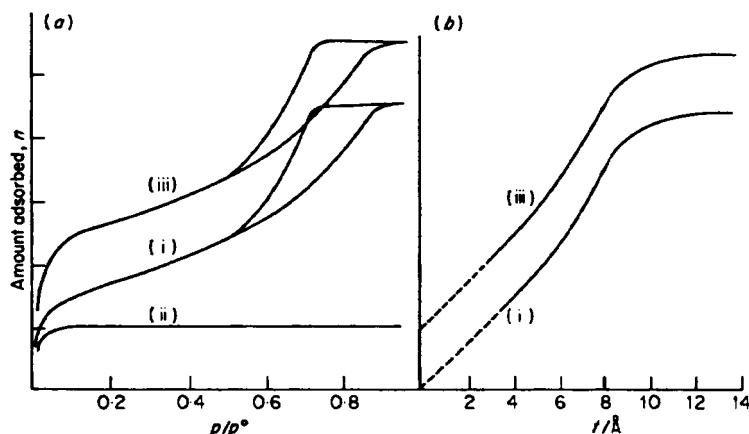 (a)
(b)
Amount adsorbed, n
(iii)
(i)
(ii)
(iii)
(i)
0·2 0·4 0·6 0·8
p/p°
2 4 6 8 10 12 14
t/Å